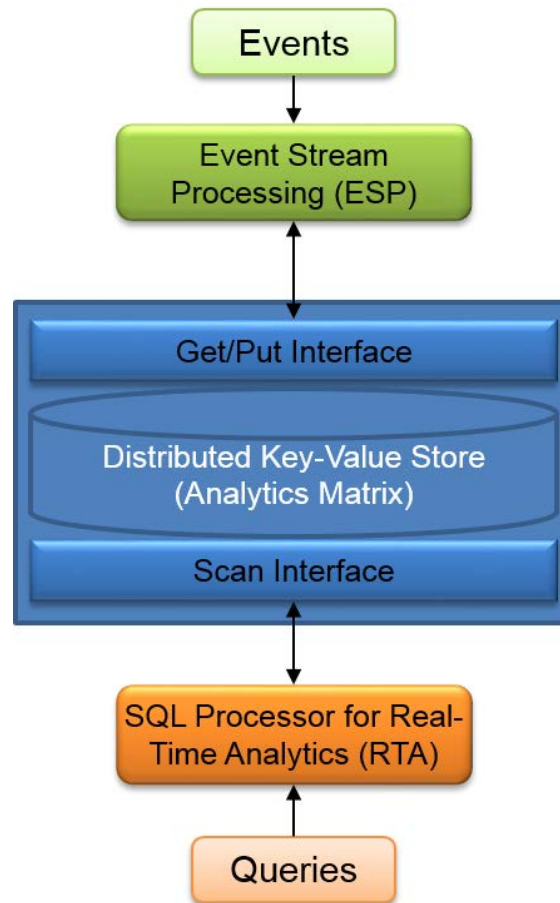 Events
Event Stream
Processing (ESP)
Get/Put Interface
Distributed Key-Value Store
(Analytics Matrix)
Scan Interface
SQL Processor for Real-
Time Analytics (RTA)
Queries